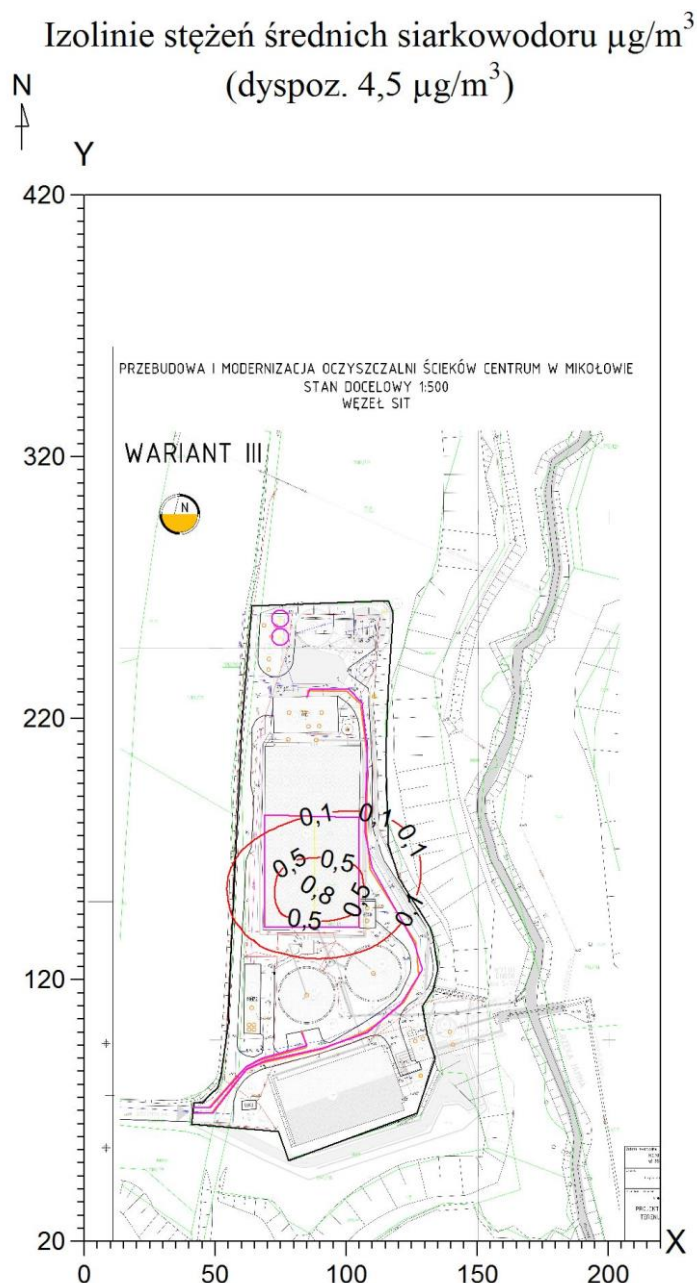 Izolinie stężeń średnich siarkowodoru µg/m³
(dyspoz. 4,5 µg/m³)
N
Y
420
PRZEBUDOWA I MODERNIZACJA OCZYSZCZALNI ŚCIEKÓW CENTRUM W MIKOŁOWIE
STAN DOCELOWY 1:500
WĘZEŁ SIT
320
WARIANT III
N
220
0,1
0,1
0,1
0,5
0,5
0,8
0,5
0,5
0,1
120
20
X
0
50
100
150
200